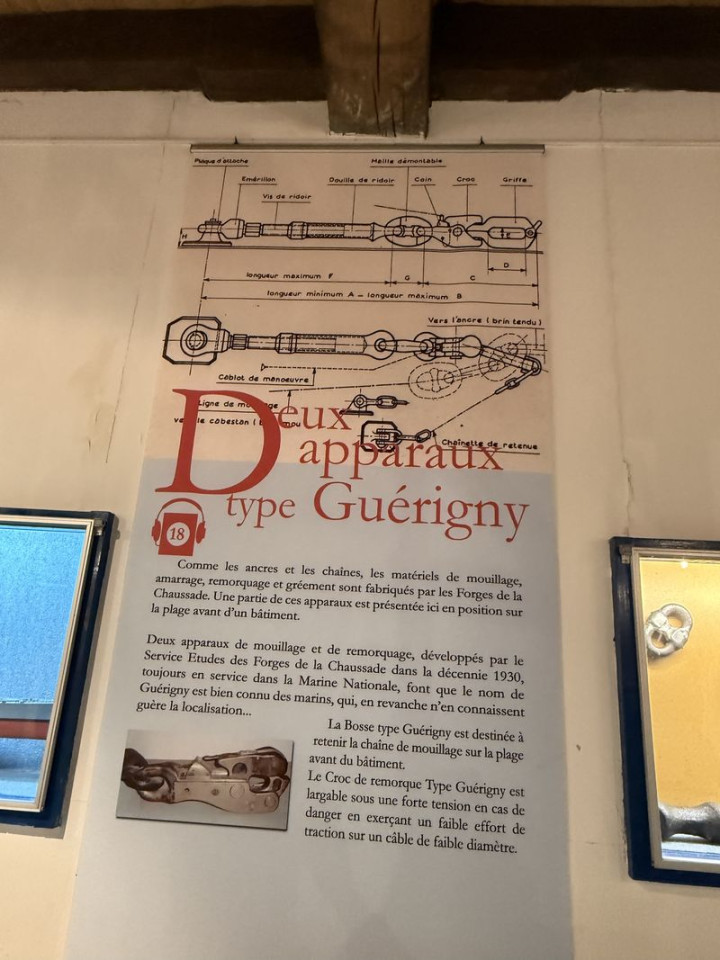 Plaque d'attache
Maille démontable
Emérillon
Douille de ridoir
Coin
Croc
Griffe
Vis de ridoir
H
E
D
longueur maximum F
G
C
longueur minimum A — longueur maximum B
Vers l'ancre ( brin tendu )
Câblot de manoeuvre
Ligne de
Chaînette de retenue
Deux
apparaux
type Guérigny
18
Comme les ancres et les chaînes, les matériels de mouillage,
amarrage, remorquage et gréement sont fabriqués par les Forges de la
Chaussade. Une partie de ces apparaux est présentée ici en position sur
la plage avant d'un bâtiment.
Deux apparaux de mouillage et de remorquage, développés par le
Service Etudes des Forges de la Chaussade dans la décennie 1930,
toujours en service dans la Marine Nationale, font que le nom de
Guérigny est bien connu des marins, qui, en revanche n'en connaissent
guère la localisation...
La Bosse type Guérigny est destinée à
retenir la chaîne de mouillage sur la plage
avant du bâtiment.
Le Croc de remorque Type Guérigny est
largable sous une forte tension en cas de
danger en exerçant un faible effort de
traction sur un câble de faible diamètre.